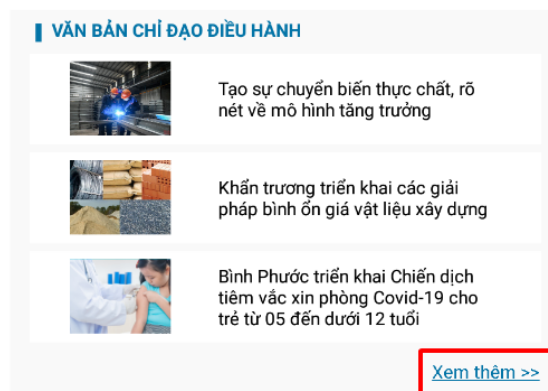 VĂN BẢN CHỈ ĐẠO ĐIỀU HÀNH
Tạo sự chuyển biến thực chất, rõ
nét về mô hình tăng trưởng
Khẩn trương triển khai các giải
pháp bình ổn giá vật liệu xây dựng
Bình Phước triển khai Chiến dịch
tiêm vắc xin phòng Covid-19 cho
trẻ từ 05 đến dưới 12 tuổi
Xem thêm >>